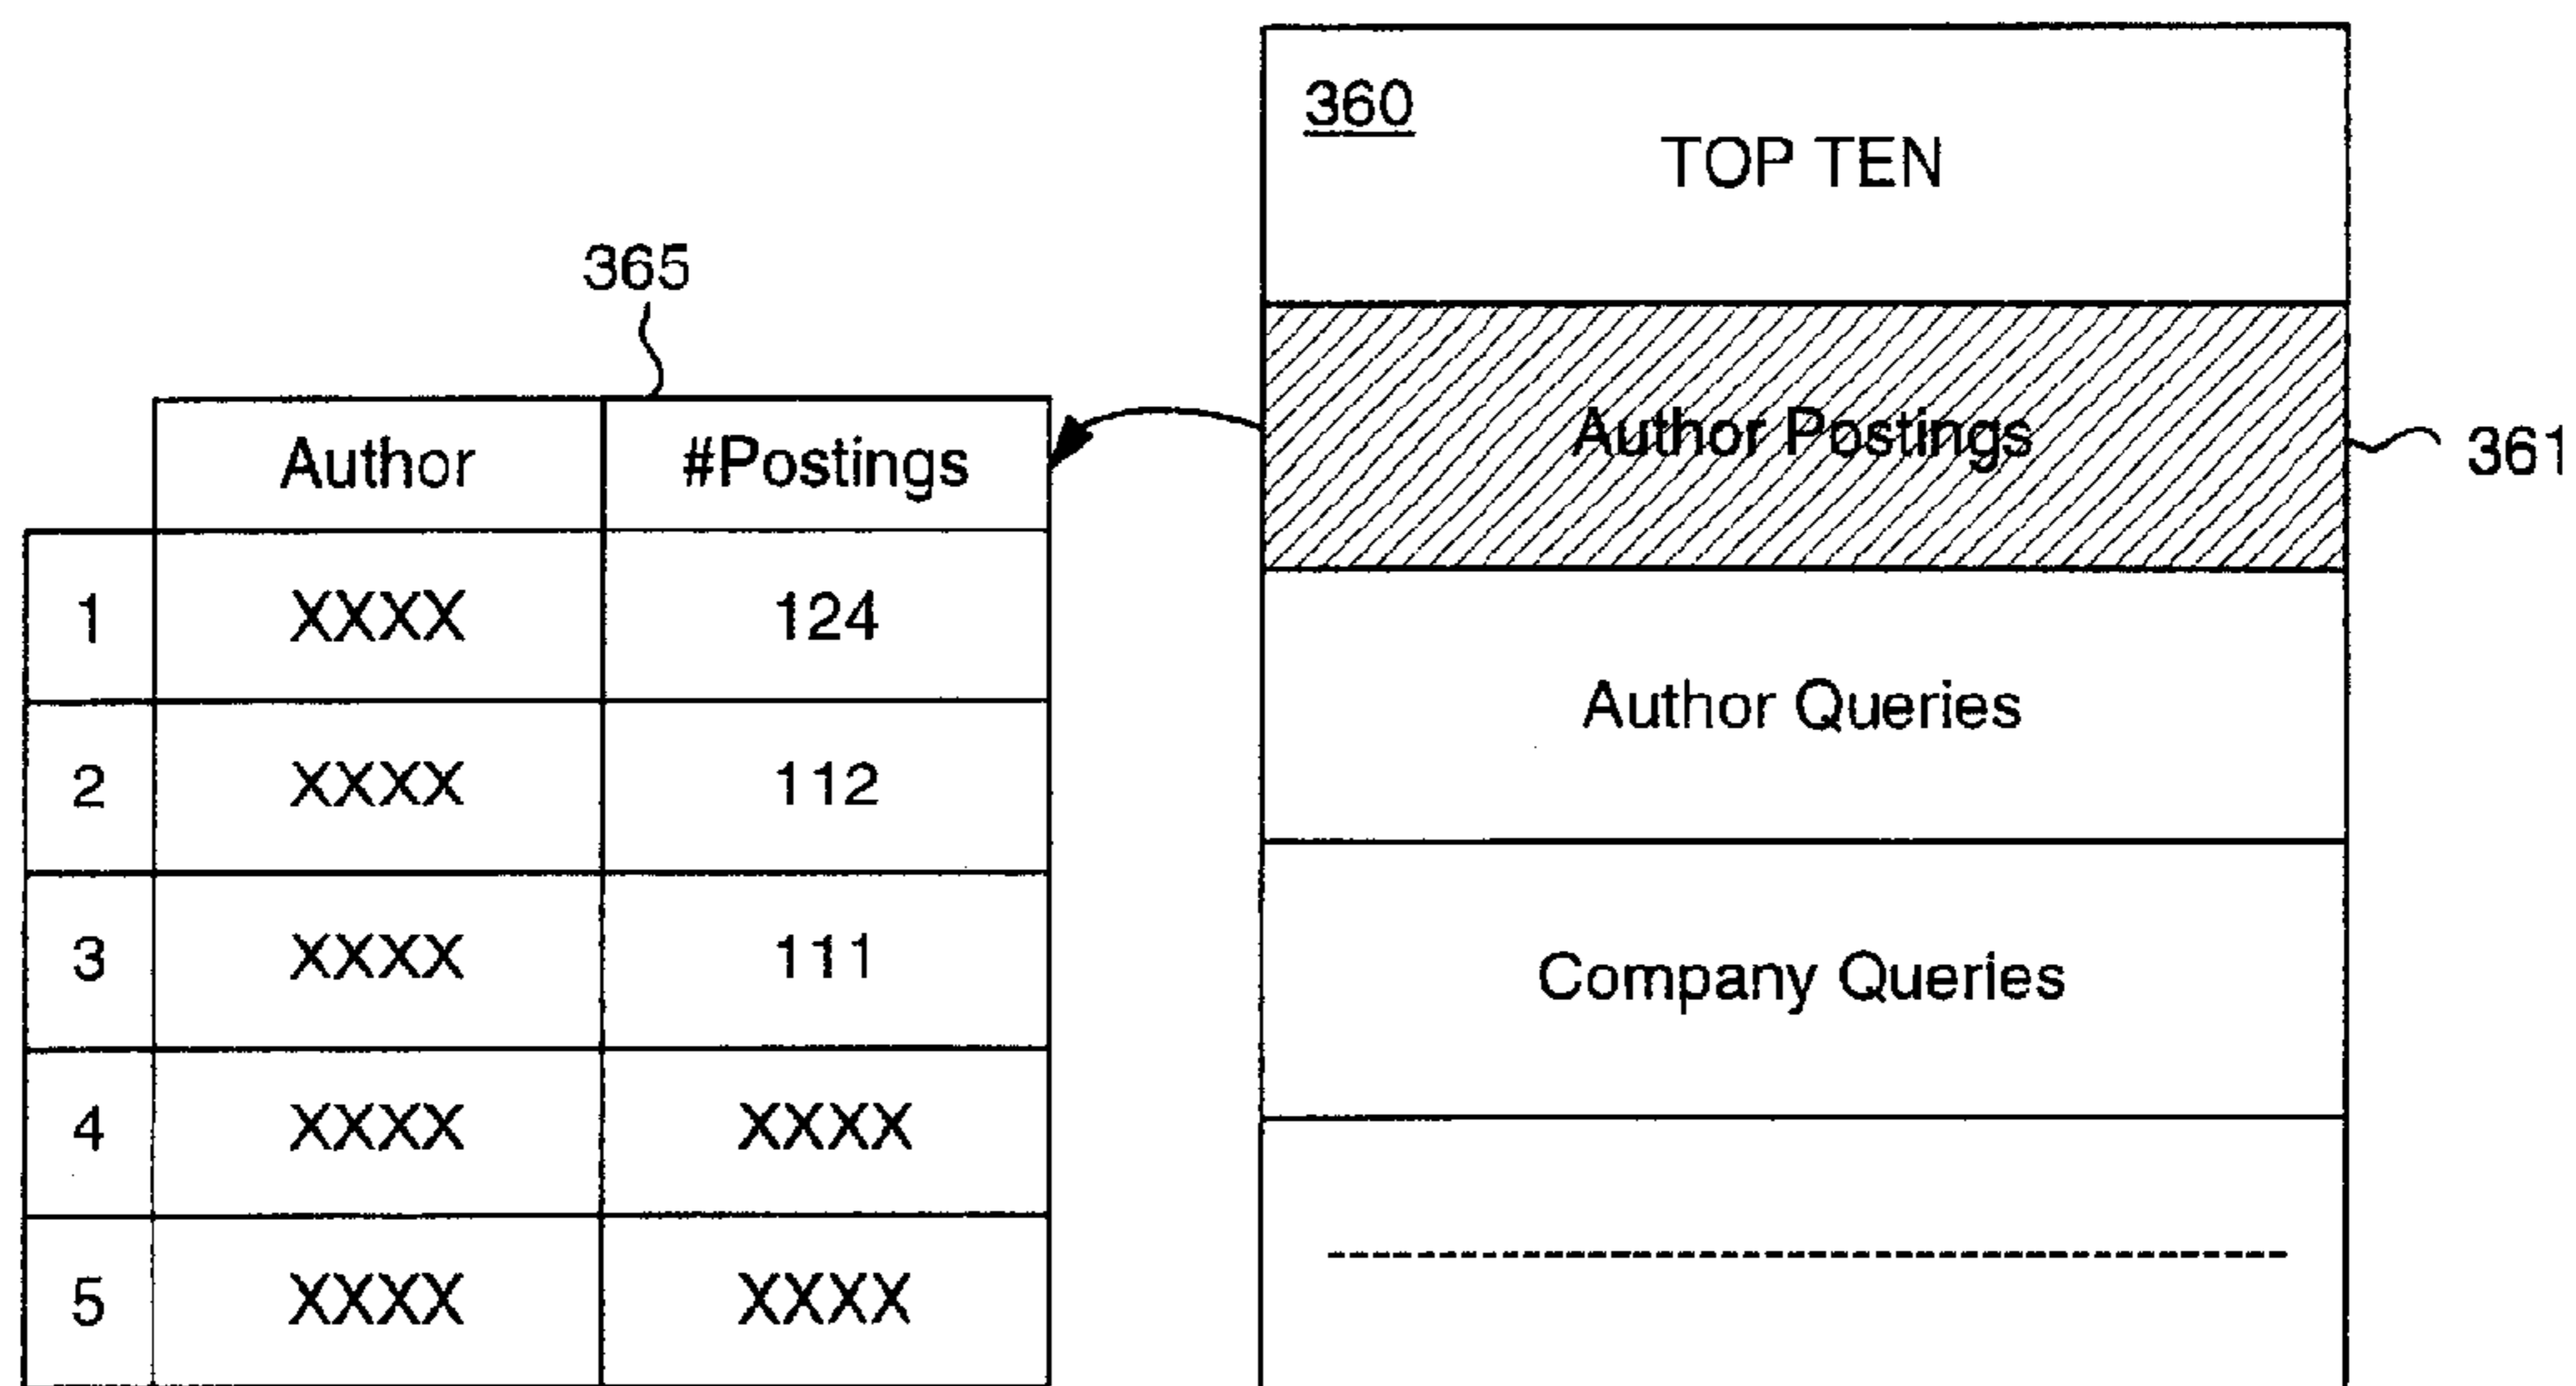 360
TOP TEN
365
Author Postings
361
Author #Postings
1 XXXX 124
2 XXXX 112
3 XXXX 111
4 XXXX XXXX
5 XXXX XXXX
Author Queries
Company Queries